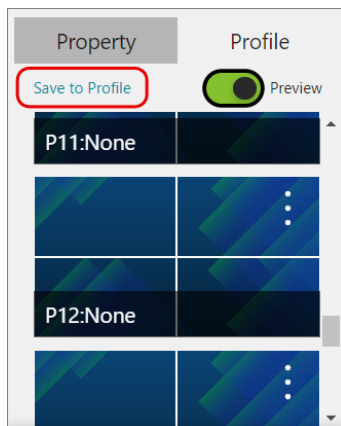 Property Profile
Save to Profile Preview
P11:None
P12:None